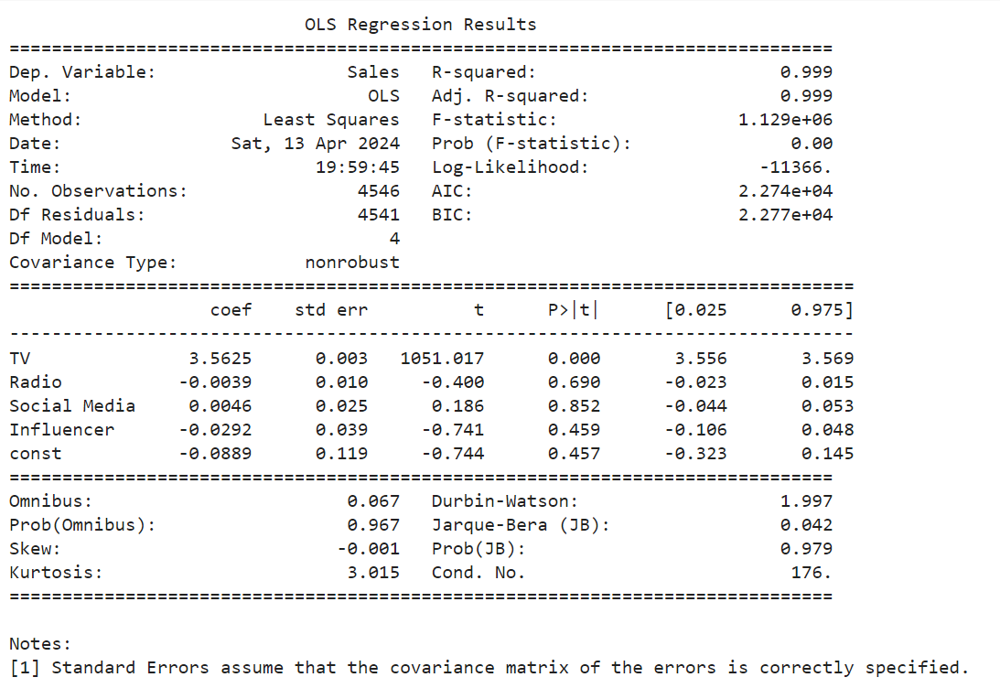 OLS Regression Results
==============================================================================
Dep. Variable:                  Sales   R-squared:                       0.999
Model:                            OLS   Adj. R-squared:                  0.999
Method:                 Least Squares   F-statistic:                 1.129e+06
Date:                Sat, 13 Apr 2024   Prob (F-statistic):               0.00
Time:                        19:59:45   Log-Likelihood:                -11366.
No. Observations:                4546   AIC:                         2.274e+04
Df Residuals:                    4541   BIC:                         2.277e+04
Df Model:                           4
Covariance Type:            nonrobust
================================================================================
                   coef    std err          t      P>|t|      [0.025      0.975]
--------------------------------------------------------------------------------
TV               3.5625      0.003   1051.017      0.000       3.556       3.569
Radio           -0.0039      0.010     -0.400      0.690      -0.023       0.015
Social Media     0.0046      0.025      0.186      0.852      -0.044       0.053
Influencer      -0.0292      0.039     -0.741      0.459      -0.106       0.048
const           -0.0889      0.119     -0.744      0.457      -0.323       0.145
==============================================================================
Omnibus:                        0.067   Durbin-Watson:                   1.997
Prob(Omnibus):                  0.967   Jarque-Bera (JB):                0.042
Skew:                          -0.001   Prob(JB):                        0.979
Kurtosis:                       3.015   Cond. No.                         176.
==============================================================================
Notes:
[1] Standard Errors assume that the covariance matrix of the errors is correctly specified.